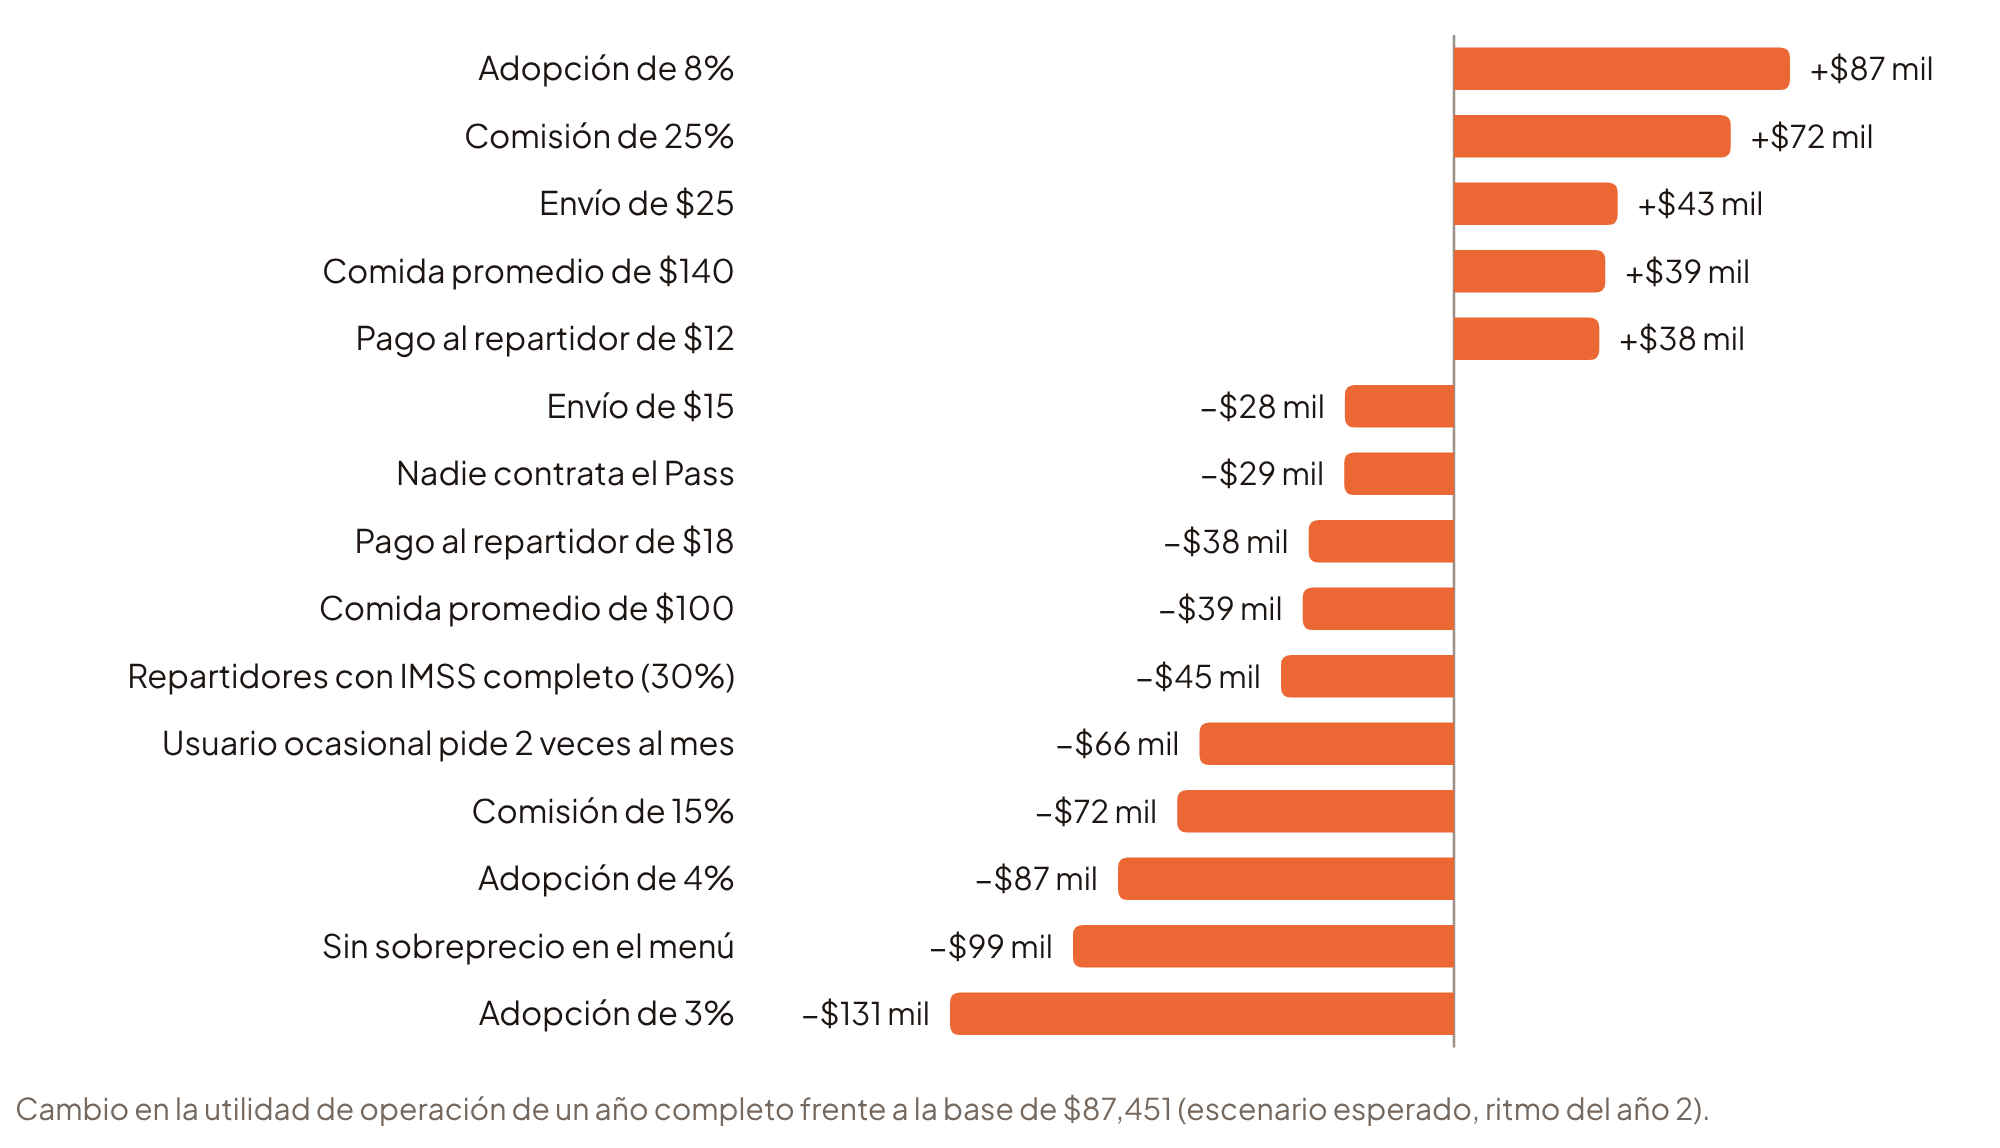 Adopción de 8% +$87 mil
Comisión de 25% +$72 mil
Envío de $25 +$43 mil
Comida promedio de $140 +$39 mil
Pago al repartidor de $12 +$38 mil
Envío de $15 −$28 mil
Nadie contrata el Pass −$29 mil
Pago al repartidor de $18 −$38 mil
Comida promedio de $100 −$39 mil
Repartidores con IMSS completo (30%) −$45 mil
Usuario ocasional pide 2 veces al mes −$66 mil
Comisión de 15% −$72 mil
Adopción de 4% −$87 mil
Sin sobreprecio en el menú −$99 mil
Adopción de 3% −$131 mil
Cambio en la utilidad de operación de un año completo frente a la base de $87,451 (escenario esperado, ritmo del año 2).